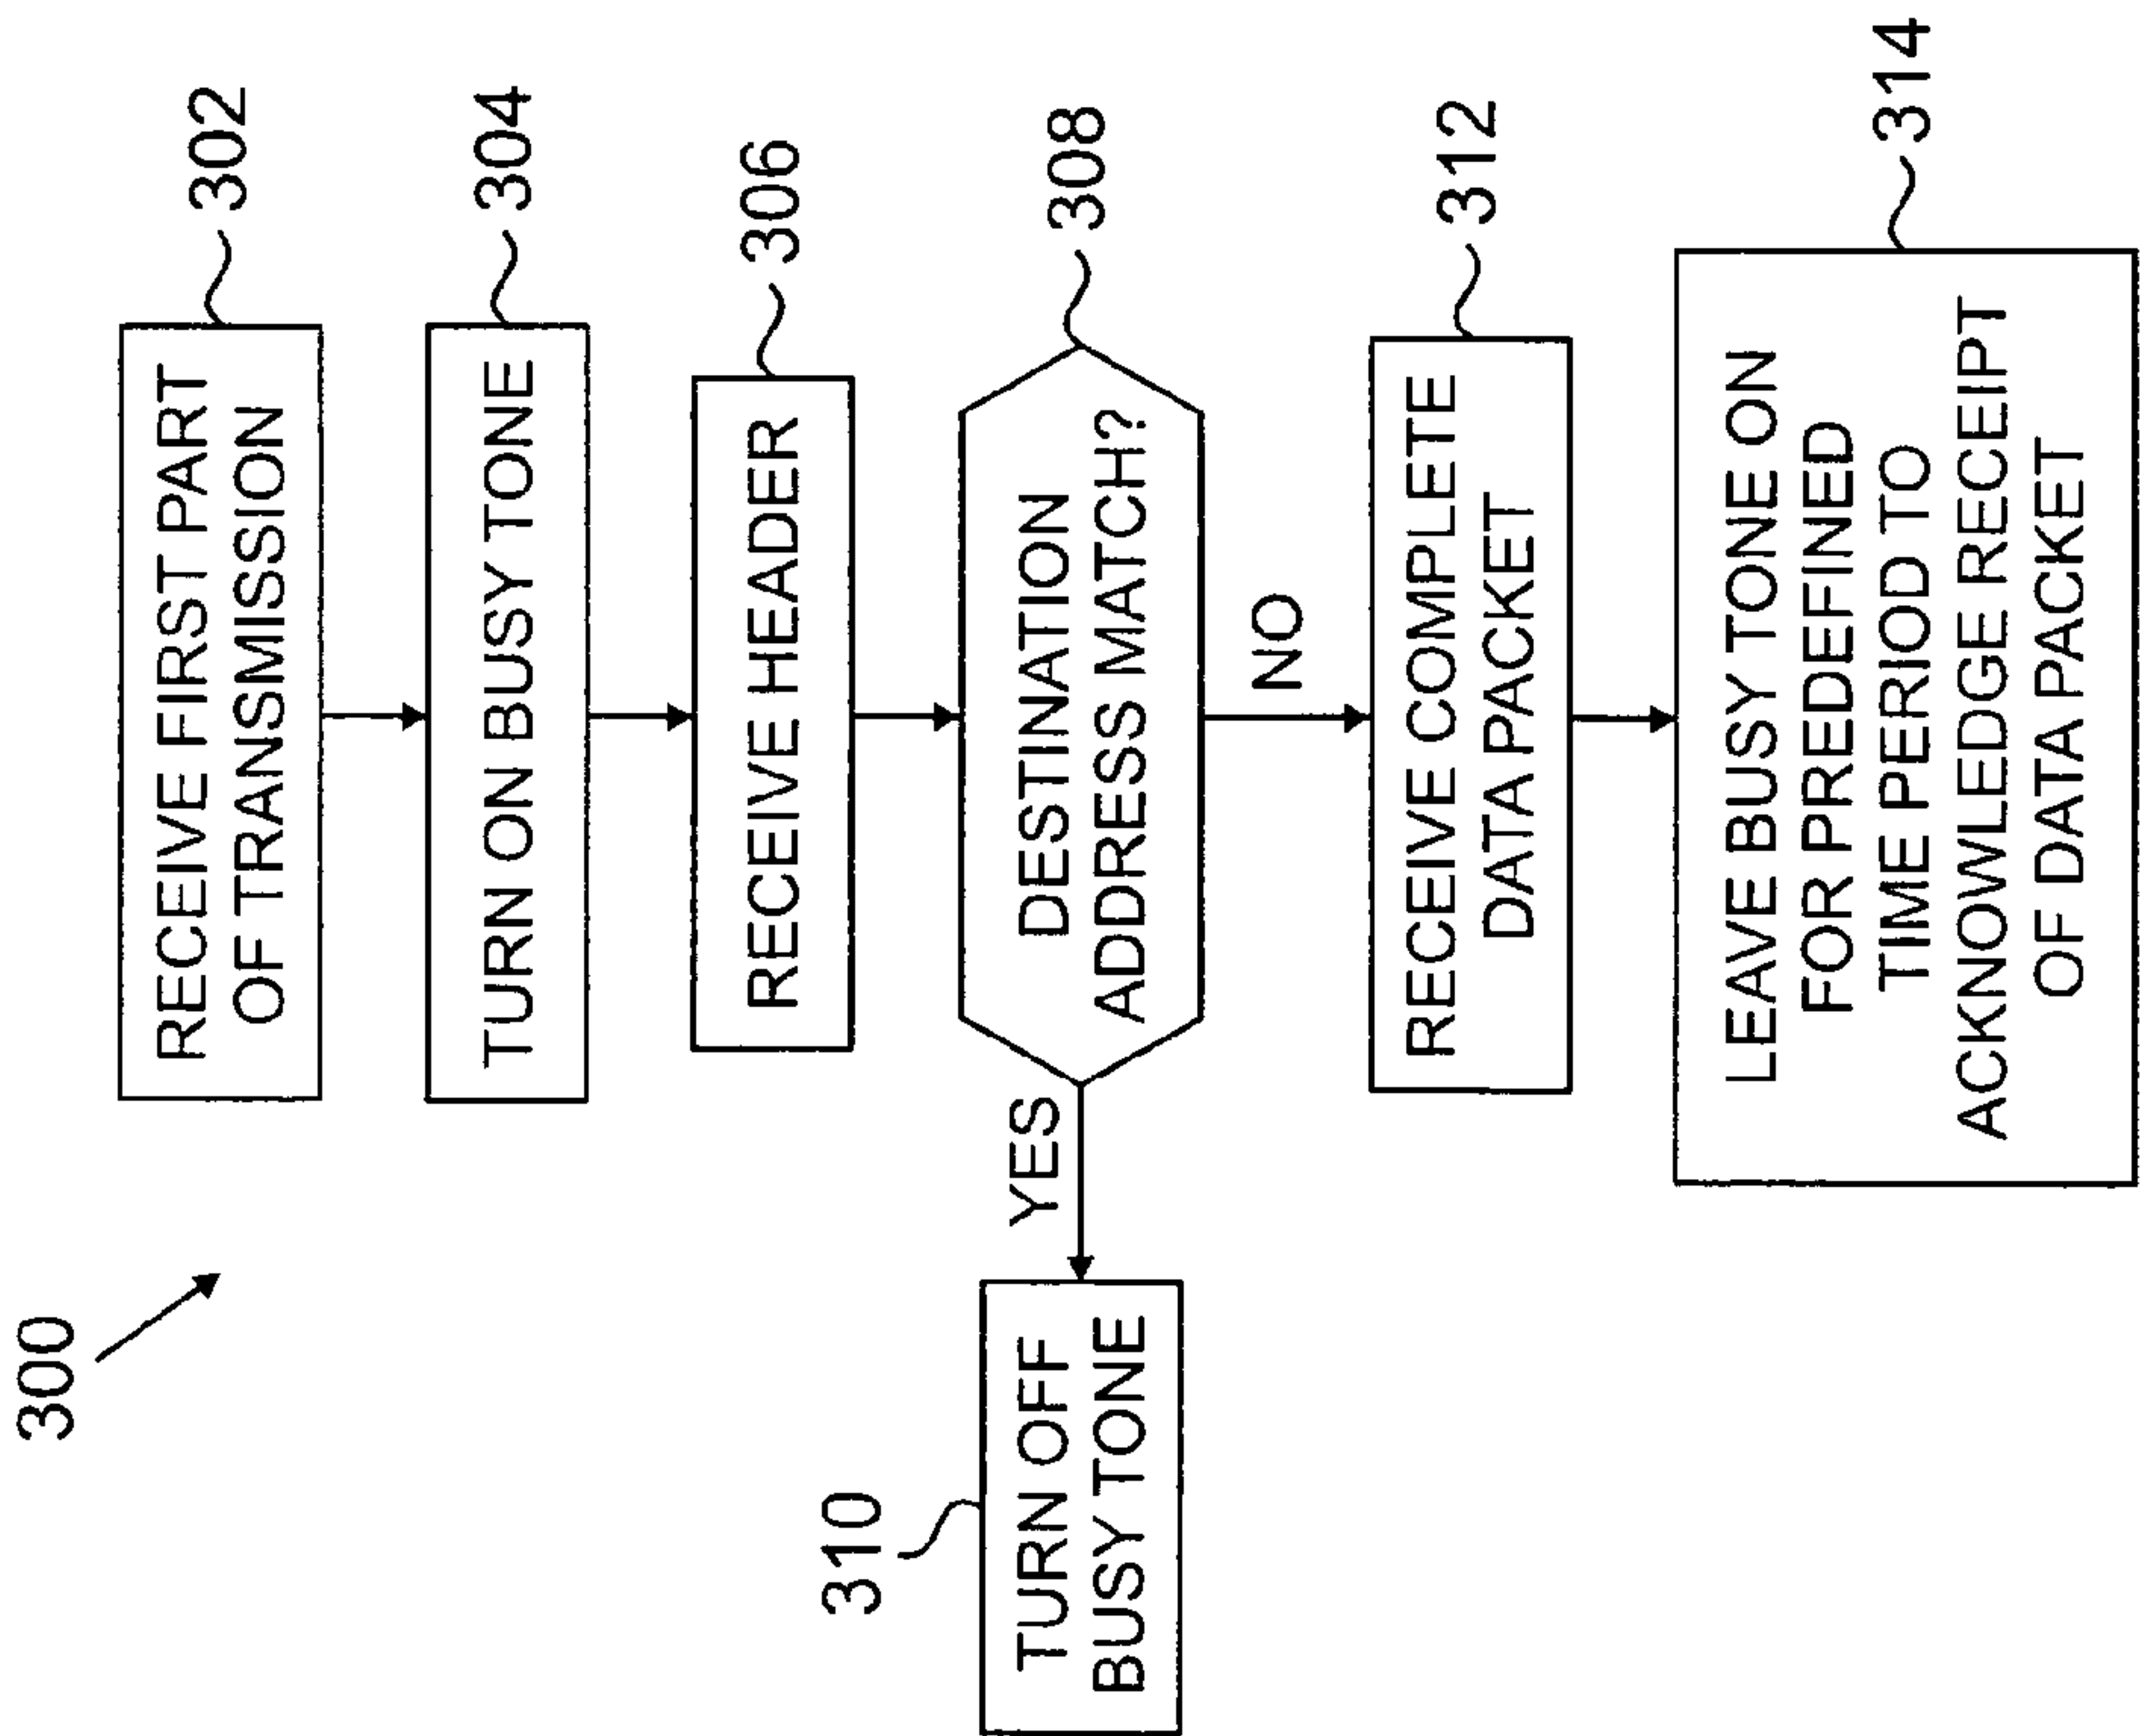 300
RECEIVE FIRST PART
OF TRANSMISSION
302
TURN ON BUSY TONE
304
RECEIVE HEADER
306
DESTINATION
ADDRESS MATCH?
308
YES
TURN OFF
BUSY TONE
310
NO
RECEIVE COMPLETE
DATA PACKET
312
LEAVE BUSY TONE ON
FOR PREDEFINED
TIME PERIOD TO
ACKNOWLEDGE RECEIPT
OF DATA PACKET
314